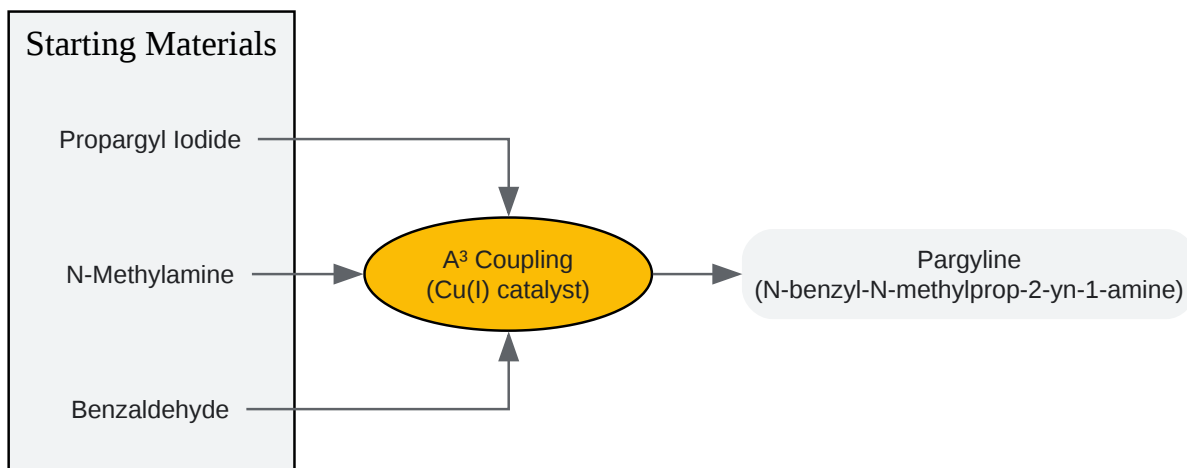 Starting Materials
Propargyl Iodide
N-Methylamine
Benzaldehyde
A³ Coupling
(Cu(I) catalyst)
Pargyline
(N-benzyl-N-methylprop-2-yn-1-amine)